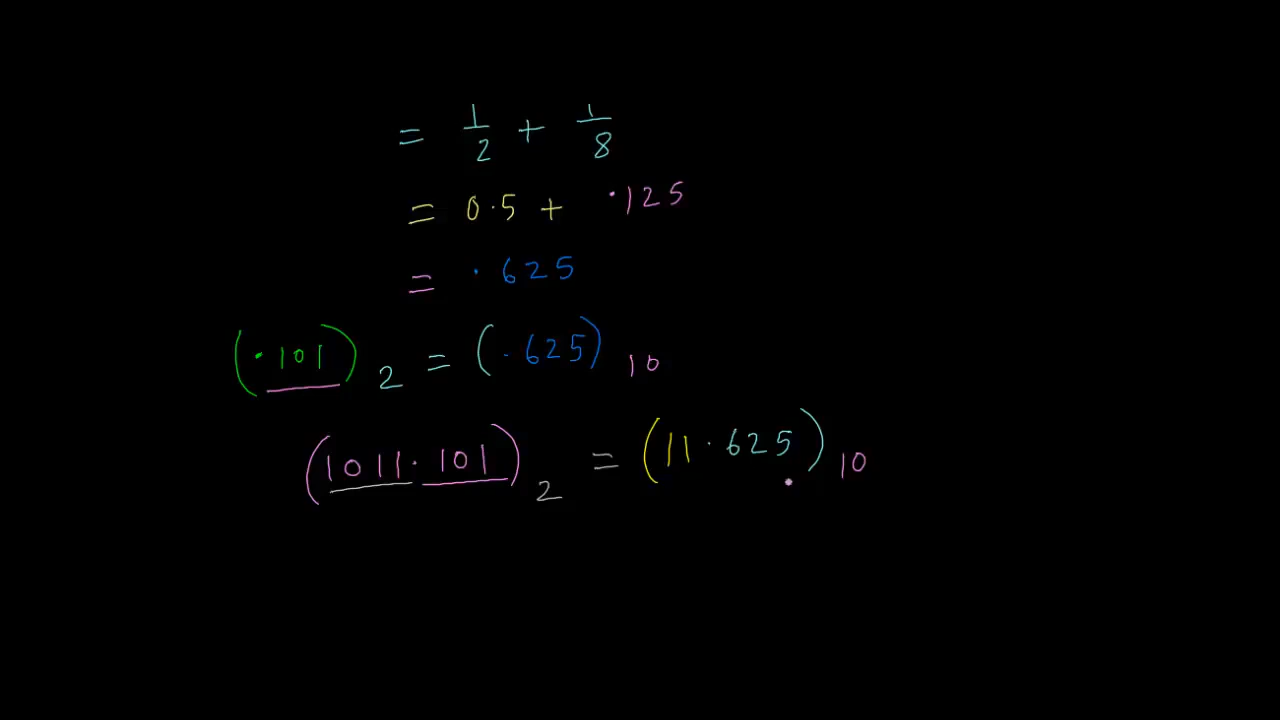 = 1/2 + 1/8
= 0.5 + .125
= .625
(.101)₂ = (.625)₁₀
(1011.101)₂ = (11.625)₁₀